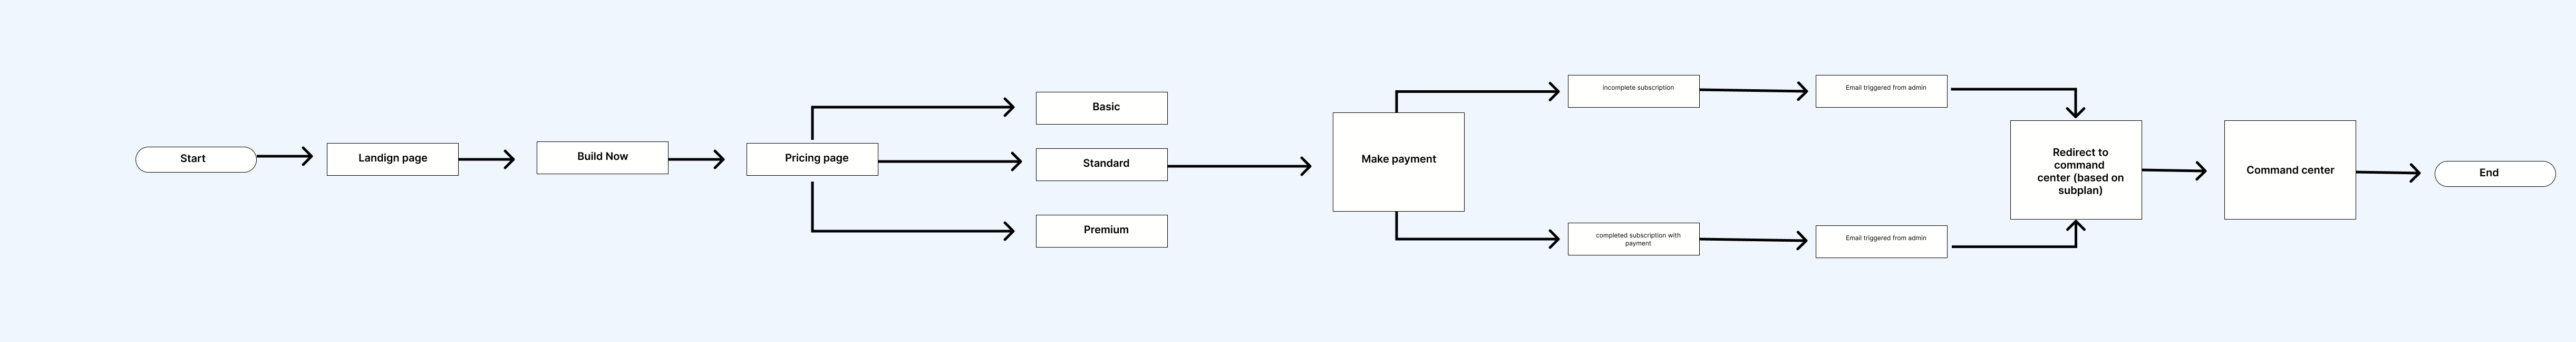 Start
Landign page
Build Now
Pricing page
Basic
Standard
Premium
Make payment
incomplete subscription
Email triggered from admin
completed subscription with
payment
Email triggered from admin
Redirect to
command
center (based on
subplan)
Command center
End